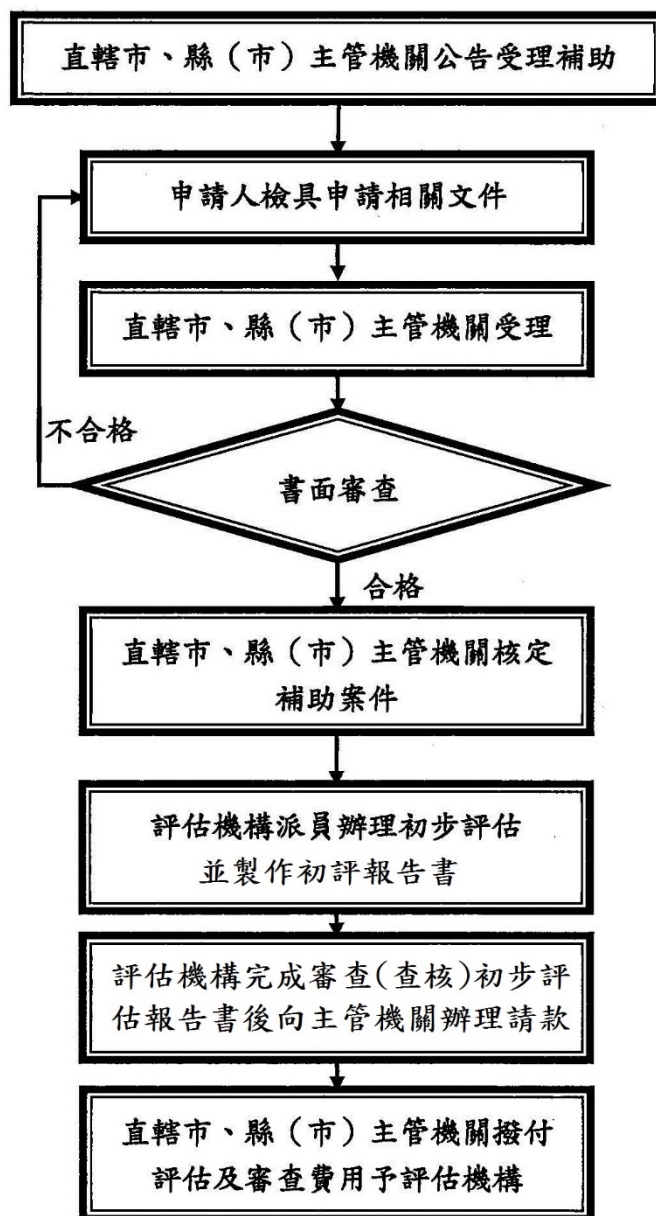 直轄市、縣（市）主管機關公告受理補助
申請人檢具申請相關文件
直轄市、縣（市）主管機關受理
不合格
書面審查
合格
直轄市、縣（市）主管機關核定
補助案件
評估機構派員辦理初步評估
並製作初評報告書
評估機構完成審查(查核)初步評
估報告書後向主管機關辦理請款
直轄市、縣（市）主管機關撥付
評估及審查費用予評估機構